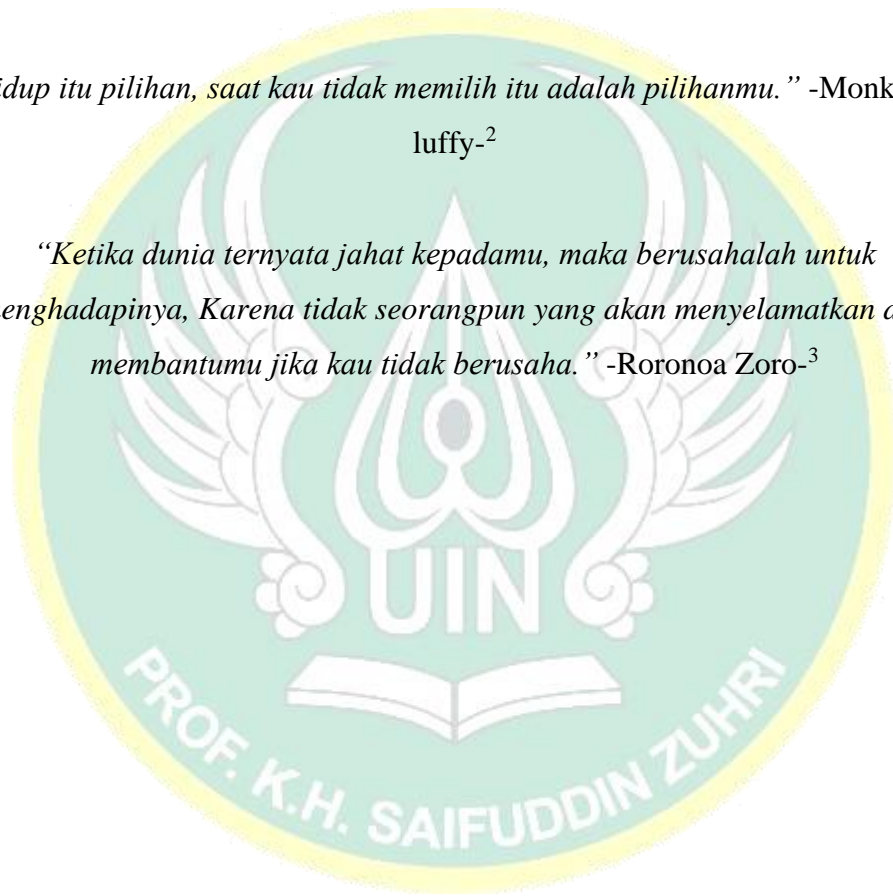 idup itu pilihan, saat kau tidak memilih itu adalah pilihanmu.” -Monk
luffy-2
“Ketika dunia ternyata jahat kepadamu, maka berusahalah untuk
enghadapinya, Karena tidak seorangpun yang akan menyelamatkan
membantumu jika kau tidak berusaha.” -Roronoa Zoro-3
UIN
PROF. K.H. SAIFUDDIN ZUHRI